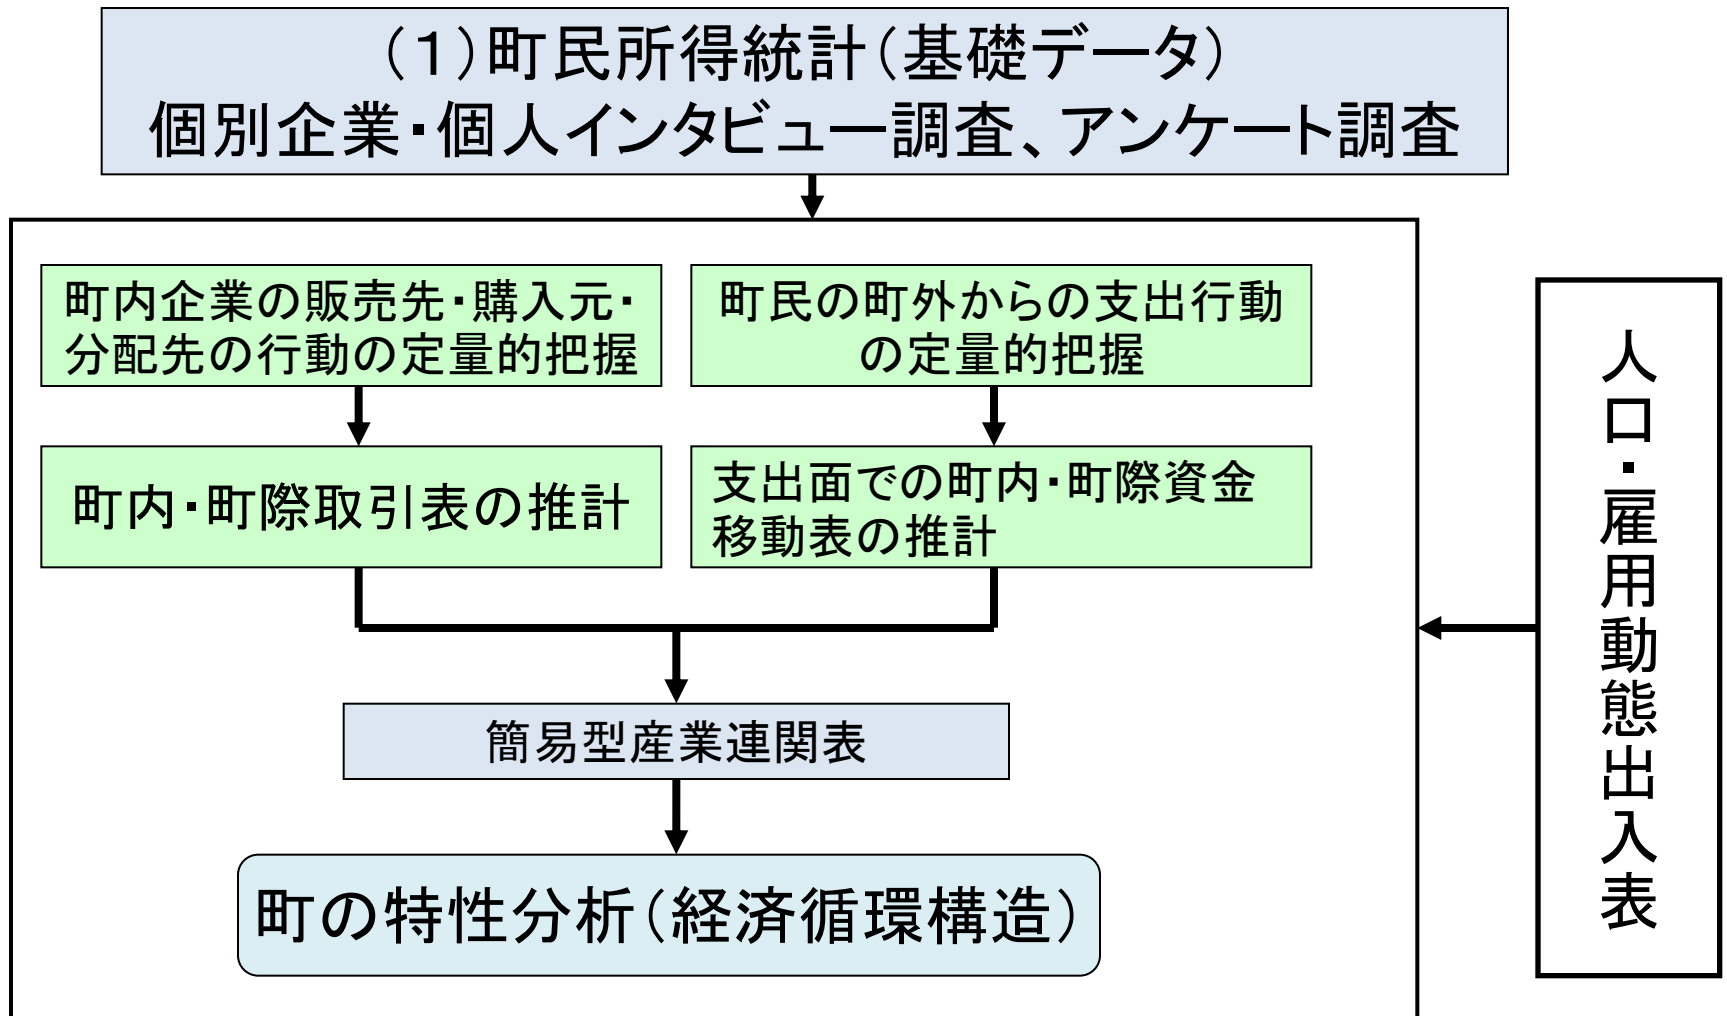 （１）町民所得統計（基礎データ）
個別企業・個人インタビュー調査、アンケート調査
町内企業の販売先・購入元・
分配先の行動の定量的把握
町民の町外からの支出行動
の定量的把握
町内・町際取引表の推計
支出面での町内・町際資金
移動表の推計
簡易型産業連関表
町の特性分析（経済循環構造）
人口・雇用動態出入表